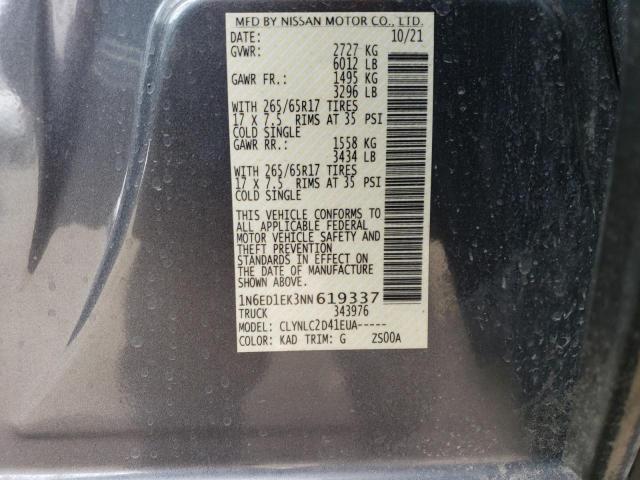 MFD BY NISSAN MOTOR CO., LTD.
DATE: 10/21
GVWR: 2727 KG
6012 LB
GAWR FR.: 1495 KG
3296 LB
WITH 265/65R17 TIRES
17 X 7.5 RIMS AT 35 PSI
COLD SINGLE
GAWR RR.: 1558 KG
3434 LB
WITH 265/65R17 TIRES
17 X 7.5 RIMS AT 35 PSI
COLD SINGLE
THIS VEHICLE CONFORMS TO
ALL APPLICABLE FEDERAL
MOTOR VEHICLE SAFETY AND
THEFT PREVENTION
STANDARDS IN EFFECT ON
THE DATE OF MANUFACTURE
SHOWN ABOVE.
1N6ED1EK3NN619337
TRUCK 343976
MODEL: CLYNLC2D41EUA-----
COLOR: KAD TRIM: G ZS00A